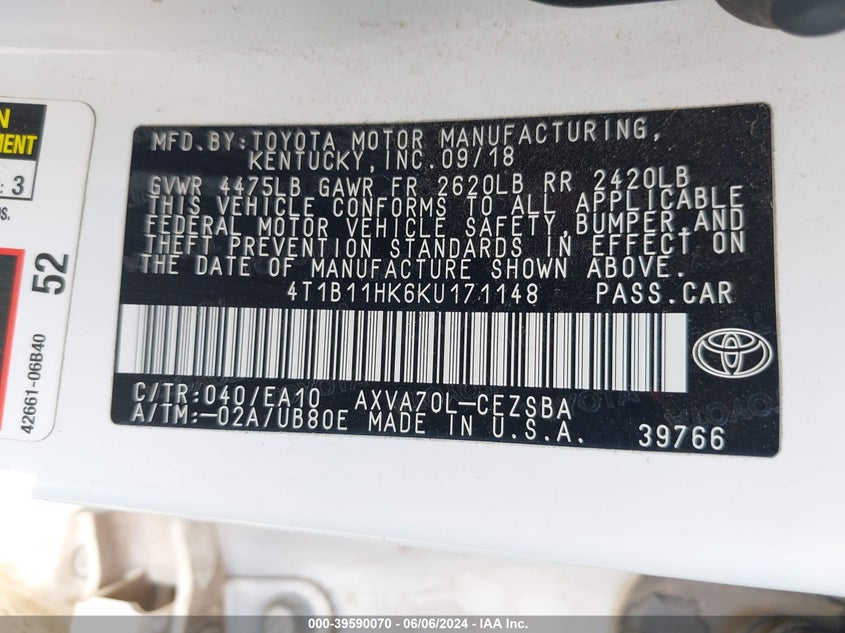 N
MENT
: 3
OS.
52
42661-06B40
MFD.BY:TOYOTA MOTOR MANUFACTURING,
KENTUCKY,INC.09/18
GVWR 4475LB GAWR FR 2620LB RR 2420LB
THIS VEHICLE CONFORMS TO ALL APPLICABLE
FEDERAL MOTOR VEHICLE SAFETY,BUMPER,AND
THEFT PREVENTION STANDARDS IN EFFECT ON
THE DATE OF MANUFACTURE SHOWN ABOVE.
4T1B11HK6KU171148 PASS.CAR
C/TR:040/EA10 AXVA70L-CEZSBA
A/TM:-02A/UB80E MADE IN U.S.A. 39766
000-39590070 - 06/06/2024 - IAA Inc.